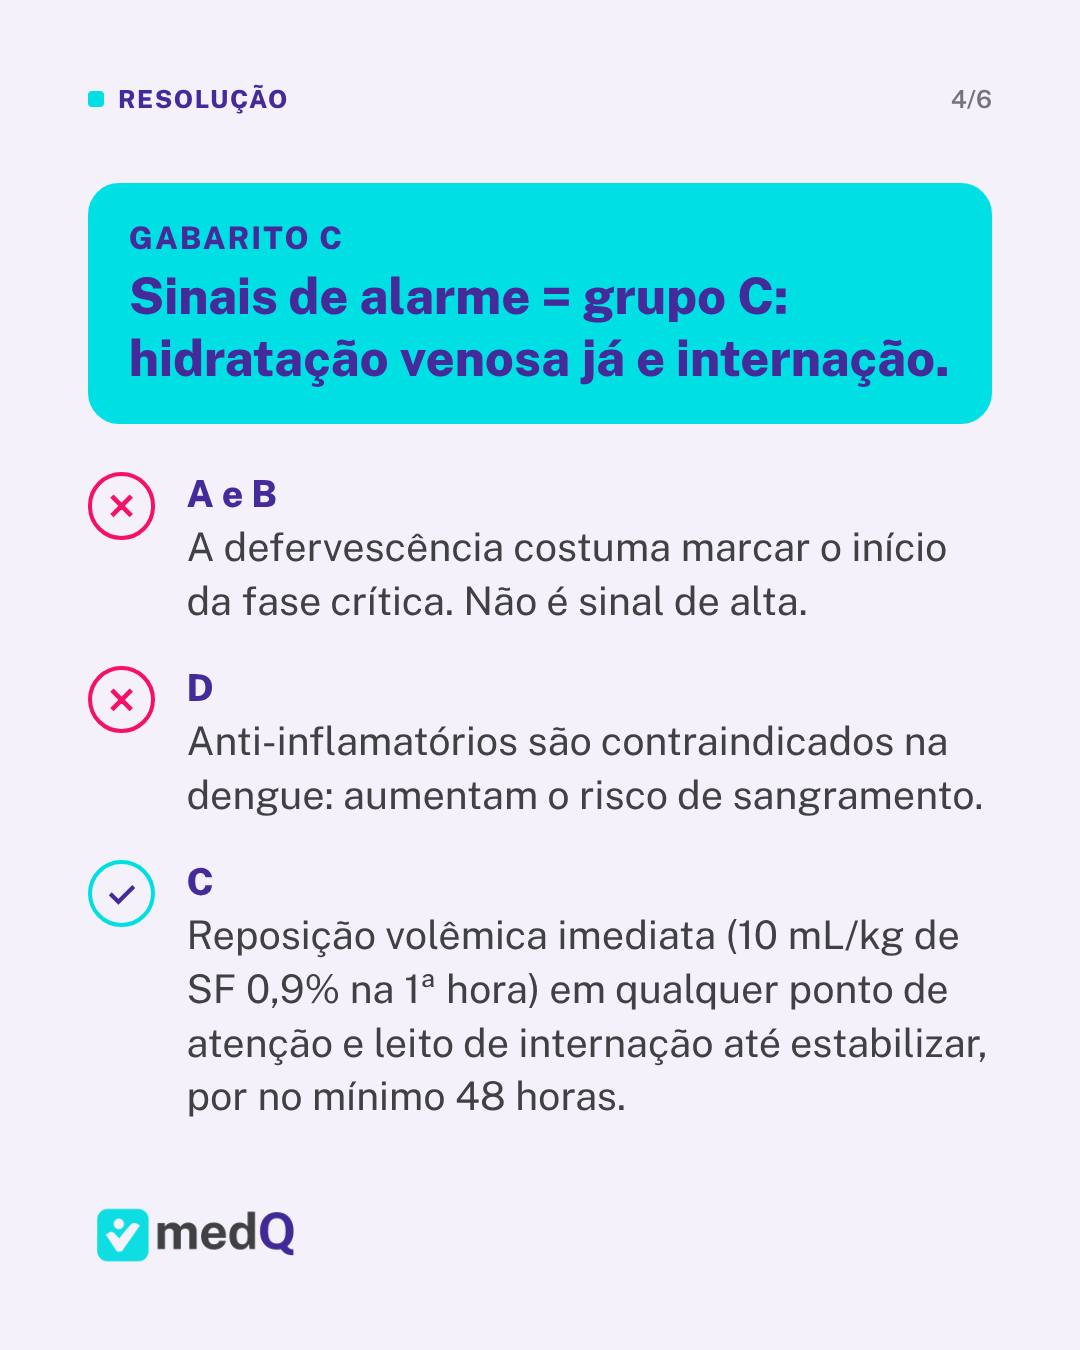 RESOLUÇÃO
4/6
GABARITO C
Sinais de alarme = grupo C:
hidratação venosa já e internação.
A e B
A defervescência costuma marcar o início
da fase crítica. Não é sinal de alta.
D
Anti-inflamatórios são contraindicados na
dengue: aumentam o risco de sangramento.
C
Reposição volêmica imediata (10 mL/kg de
SF 0,9% na 1ª hora) em qualquer ponto de
atenção e leito de internação até estabilizar,
por no mínimo 48 horas.
medQ